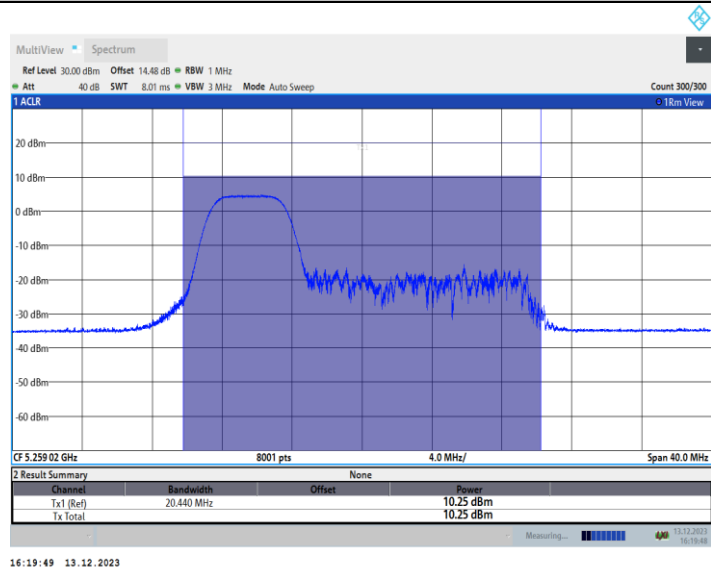 MultiView Spectrum
Ref Level 30.00 dBm Offset 14.48 dB RBW 1 MHz
Att 40 dB SWT 8.01 ms VBW 3 MHz Mode Auto Sweep Count 300/300
1 ACLR 1Rm View
20 dBm
10 dBm
0 dBm
-10 dBm
-20 dBm
-30 dBm
-40 dBm
-50 dBm
-60 dBm
CF 5.259 02 GHz 8001 pts 4.0 MHz/ Span 40.0 MHz
2 Result Summary None
Channel Bandwidth Offset Power
Tx1 (Ref) 20.440 MHz 10.25 dBm
Tx Total 10.25 dBm
Measuring... 13.12.2023
16:19:48
16:19:49 13.12.2023